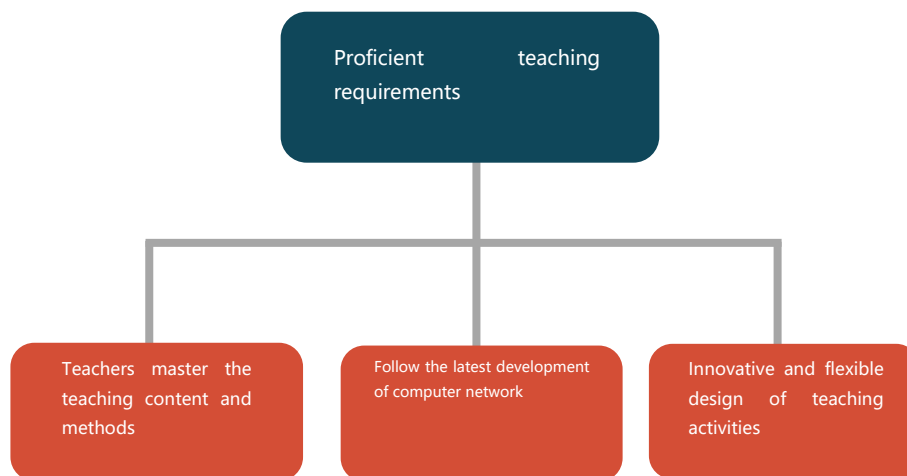 Proficient teaching
requirements
Teachers master the
teaching content and
methods
Follow the latest development
of computer network
Innovative and flexible
design of teaching
activities